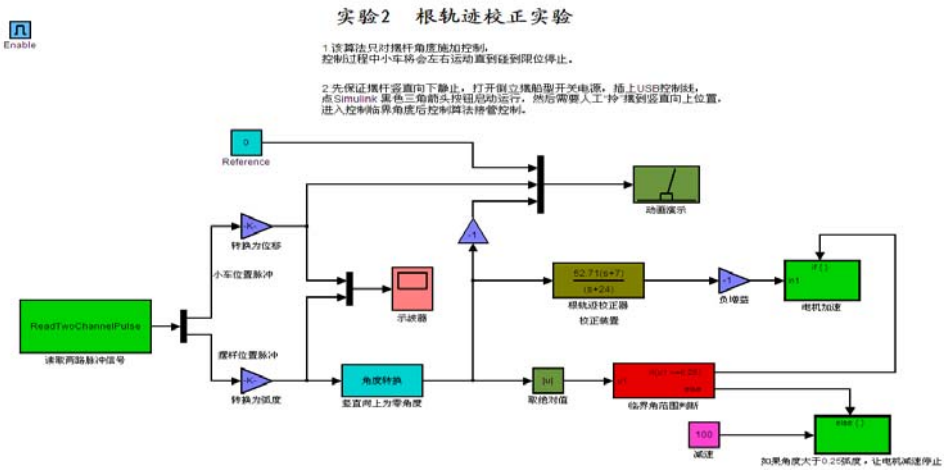 实验2 根轨迹校正实验
Enable
1.该算法只对摆杆角度施加控制,
控制过程中小车将会左右运动直到碰到限位停止。
2.先保证摆杆竖直向下静止,打开倒立摆船型开关电源,插上USB控制线,
点Simulink 黑色三角箭头按钮启动运行,然后需要人工“拎”摆到竖直向上位置,
进入控制临界角度后控制算法接管控制。
0
Reference
动画演示
-K-
转换为位移
小车位置脉冲
示波器
-1
52.71(s+7)
(s+24)
根轨迹校正器
校正装置
-1
负增益
if { }
In1
电机加速
ReadTwoChannelPulse
读取两路脉冲信号
摆杆位置脉冲
-K-
转换为弧度
角度转换
竖直向上为零角度
|u|
取绝对值
u1
else
临界角范围判断
100
减速
else { }
如果角度大于0.25弧度,让电机减速停止